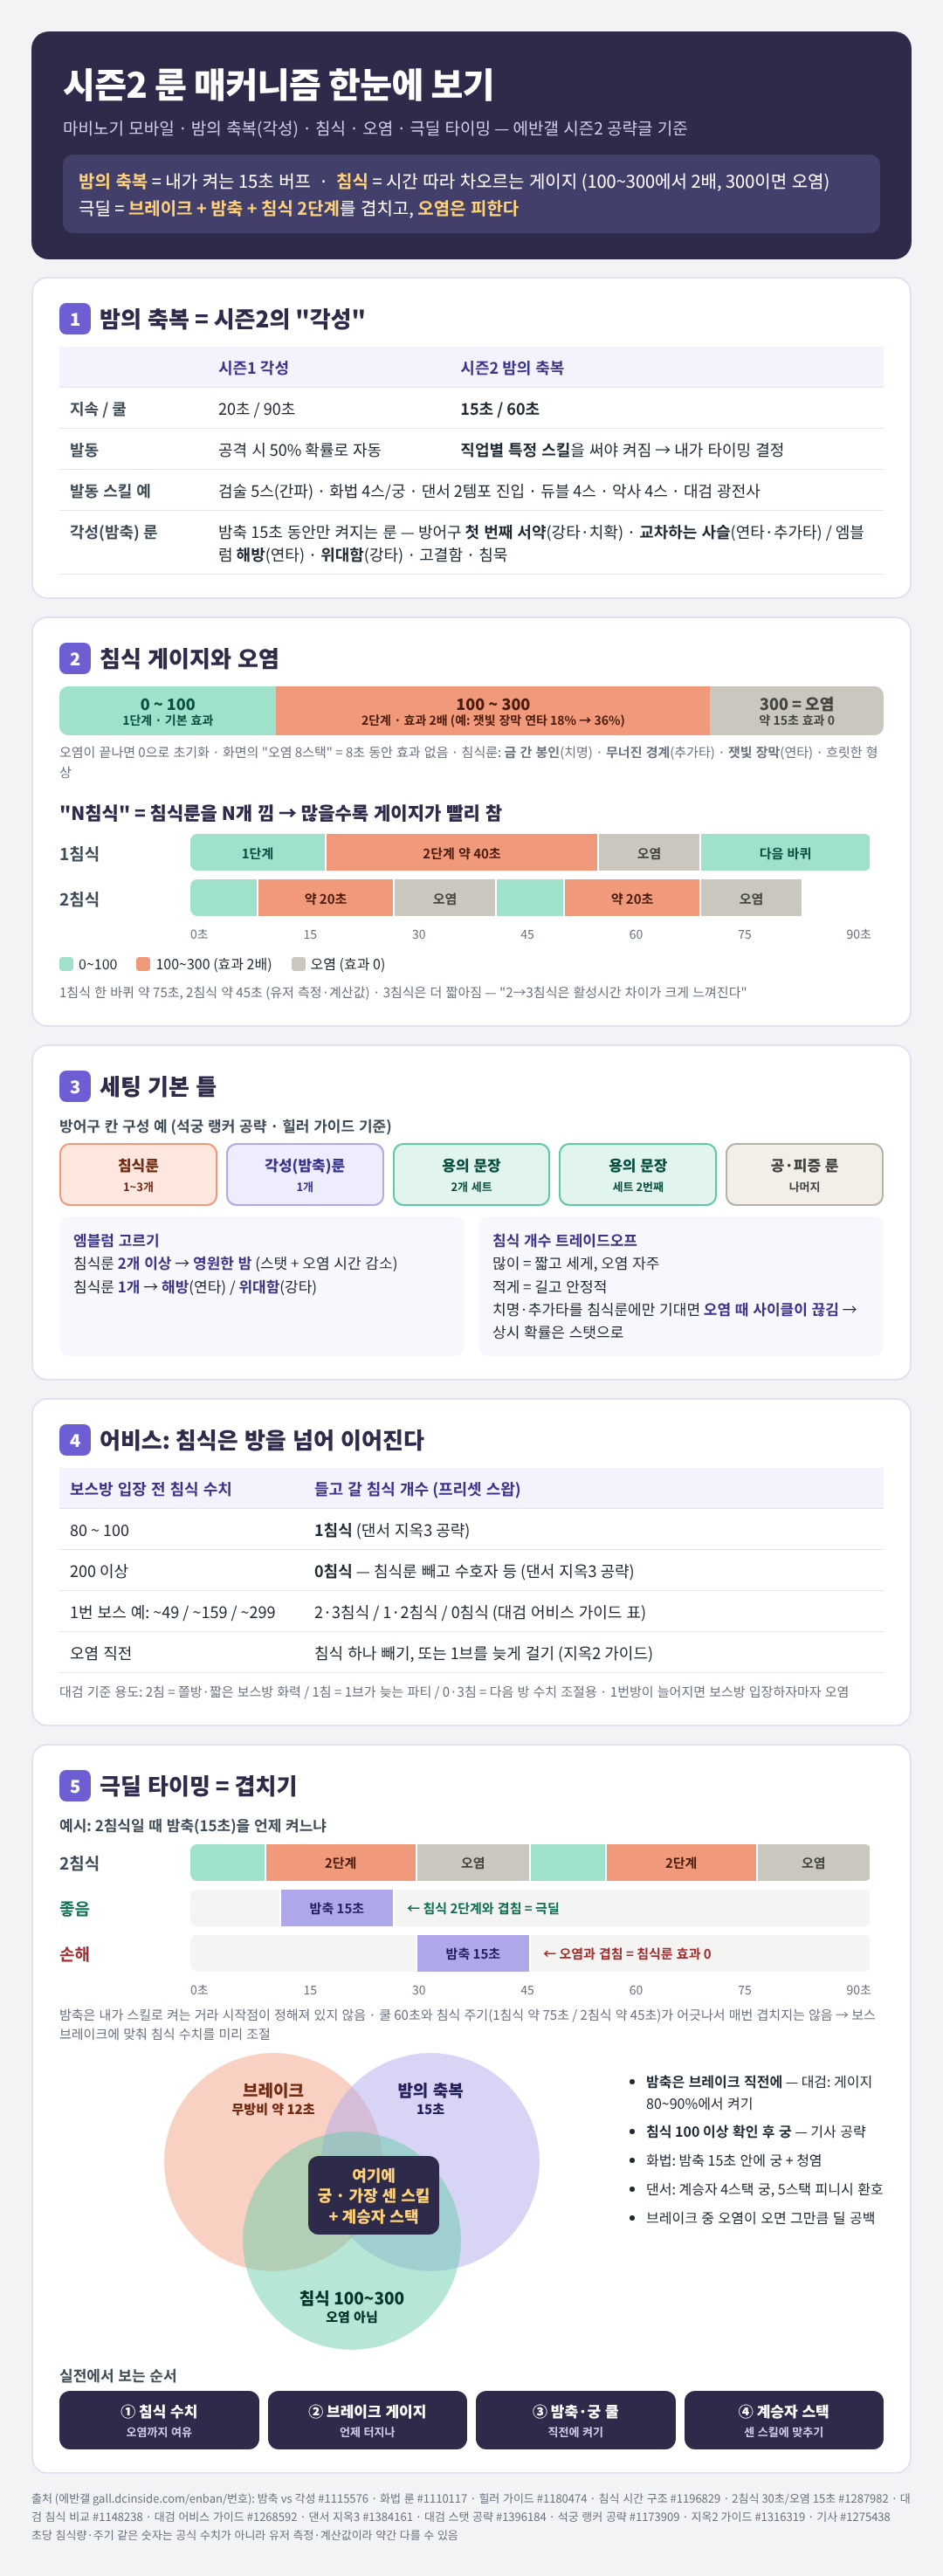 시즌2 룬 매커니즘 한눈에 보기
마비노기 모바일 · 밤의 축복(각성) · 침식 · 오염 · 극딜 타이밍 — 에반갤 시즌2 공략글 기준
밤의 축복 = 내가 켜는 15초 버프 · 침식 = 시간 따라 차오르는 게이지 (100~300에서 2배, 300이면 오염)
극딜 = 브레이크 + 밤축 + 침식 2단계를 겹치고, 오염은 피한다
1 밤의 축복 = 시즌2의 "각성"
시즌1 각성 시즌2 밤의 축복
지속 / 쿨 20초 / 90초 15초 / 60초
발동 공격 시 50% 확률로 자동 직업별 특정 스킬을 써야 켜짐 → 내가 타이밍 결정
발동 스킬 예 검술 5스(간파) · 화법 4스/궁 · 댄서 2템포 진입 · 듀블 4스 · 악사 4스 · 대검 광전사
각성(밤축) 룬 밤축 15초 동안만 켜지는 룬 — 방어구 첫 번째 서약(강타·치확) · 교차하는 사슬(연타·추가타) / 엠블
럼 해방(연타) · 위대함(강타) · 고결함 · 침묵
2 침식 게이지와 오염
0 ~ 100 100 ~ 300 300 = 오염
1단계 · 기본 효과 2단계 · 효과 2배 (예: 잿빛 장막 연타 18% → 36%) 약 15초 효과 0
오염이 끝나면 0으로 초기화 · 화면의 "오염 8스택" = 8초 동안 효과 없음 · 침식룬: 금 간 봉인(치명) · 무너진 경계(추가타) · 잿빛 장막(연타) · 흐릿한 형
상
"N침식" = 침식룬을 N개 낌 → 많을수록 게이지가 빨리 참
1침식 1단계 2단계 약 40초 오염 다음 바퀴
2침식 약 20초 오염 약 20초 오염
0초 15 30 45 60 75 90초
0~100 100~300 (효과 2배) 오염 (효과 0)
1침식 한 바퀴 약 75초, 2침식 약 45초 (유저 측정·계산값) · 3침식은 더 짧아짐 — "2→3침식은 활성시간 차이가 크게 느껴진다"
3 세팅 기본 틀
방어구 칸 구성 예 (석궁 랭커 공략 · 힐러 가이드 기준)
침식룬 각성(밤축)룬 용의 문장 용의 문장 공·피증 룬
1~3개 1개 2개 세트 세트 2번째 나머지
엠블럼 고르기
침식룬 2개 이상 → 영원한 밤 (스탯 + 오염 시간 감소)
침식룬 1개 → 해방(연타) / 위대함(강타)
침식 개수 트레이드오프
많이 = 짧고 세게, 오염 자주
적게 = 길고 안정적
치명·추가타를 침식룬에만 기대면 오염 때 사이클이 끊김 →
상시 확률은 스탯으로
4 어비스: 침식은 방을 넘어 이어진다
보스방 입장 전 침식 수치 들고 갈 침식 개수 (프리셋 스왑)
80 ~ 100 1침식 (댄서 지옥3 공략)
200 이상 0침식 — 침식룬 빼고 수호자 등 (댄서 지옥3 공략)
1번 보스 예: ~49 / ~159 / ~299 2·3침식 / 1·2침식 / 0침식 (대검 어비스 가이드 표)
오염 직전 침식 하나 빼기, 또는 1브를 늦게 걸기 (지옥2 가이드)
대검 기준 용도: 2침 = 쫄방·짧은 보스방 화력 / 1침 = 1브가 늦는 파티 / 0·3침 = 다음 방 수치 조절용 · 1번방이 늘어지면 보스방 입장하자마자 오염
5 극딜 타이밍 = 겹치기
예시: 2침식일 때 밤축(15초)을 언제 켜느냐
2침식 2단계 오염 2단계 오염
좋음 밤축 15초 ← 침식 2단계와 겹침 = 극딜
손해 밤축 15초 ← 오염과 겹침 = 침식룬 효과 0
0초 15 30 45 60 75 90초
밤축은 내가 스킬로 켜는 거라 시작점이 정해져 있지 않음 · 쿨 60초와 침식 주기(1침식 약 75초 / 2침식 약 45초)가 어긋나서 매번 겹치지는 않음 → 보스
브레이크에 맞춰 침식 수치를 미리 조절
브레이크
무방비 약 12초
밤의 축복
15초
여기에
궁 · 가장 센 스킬
+ 계승자 스택
침식 100~300
오염 아님
• 밤축은 브레이크 직전에 — 대검: 게이지
80~90%에서 켜기
• 침식 100 이상 확인 후 궁 — 기사 공략
• 화법: 밤축 15초 안에 궁 + 청염
• 댄서: 계승자 4스택 궁, 5스택 피니시 환호
• 브레이크 중 오염이 오면 그만큼 딜 공백
실전에서 보는 순서
① 침식 수치 ② 브레이크 게이지 ③ 밤축·궁 쿨 ④ 계승자 스택
오염까지 여유 언제 터지나 직전에 켜기 센 스킬에 맞추기
출처 (에반갤 gall.dcinside.com/enban/번호): 밤축 vs 각성 #1115576 · 화법 룬 #1110117 · 힐러 가이드 #1180474 · 침식 시간 구조 #1196829 · 2침식 30초/오염 15초 #1287982 · 대
검 침식 비교 #1148238 · 대검 어비스 가이드 #1268592 · 댄서 지옥3 #1384161 · 대검 스탯 공략 #1396184 · 석궁 랭커 공략 #1173909 · 지옥2 가이드 #1316319 · 기사 #1275438
초당 침식량·주기 같은 숫자는 공식 수치가 아니라 유저 측정·계산값이라 약간 다를 수 있음